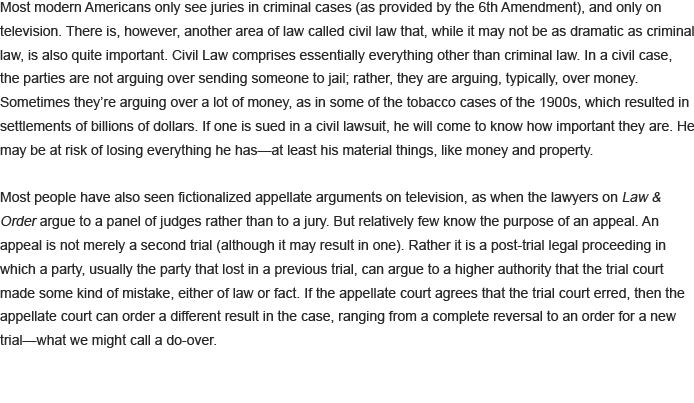 Most modern Americans only see juries in criminal cases (as provided by the 6th Amendment), and only on
television. There is, however, another area of law called civil law that, while it may not be as dramatic as criminal
law, is also quite important. Civil Law comprises essentially everything other than criminal law. In a civil case,
the parties are not arguing over sending someone to jail; rather, they are arguing, typically, over money.
Sometimes they're arguing over a lot of money, as in some of the tobacco cases of the 1900s, which resulted in
settlements of billions of dollars. If one is sued in a civil lawsuit, he will come to know how important they are. He
may be at risk of losing everything he has—at least his material things, like money and property.
Most people have also seen fictionalized appellate arguments on television, as when the lawyers on Law &
Order argue to a panel of judges rather than to a jury. But relatively few know the purpose of an appeal. An
appeal is not merely a second trial (although it may result in one). Rather it is a post-trial legal proceeding in
which a party, usually the party that lost in a previous trial, can argue to a higher authority that the trial court
made some kind of mistake, either of law or fact. If the appellate court agrees that the trial court erred, then the
appellate court can order a different result in the case, ranging from a complete reversal to an order for a new
trial—what we might call a do-over.